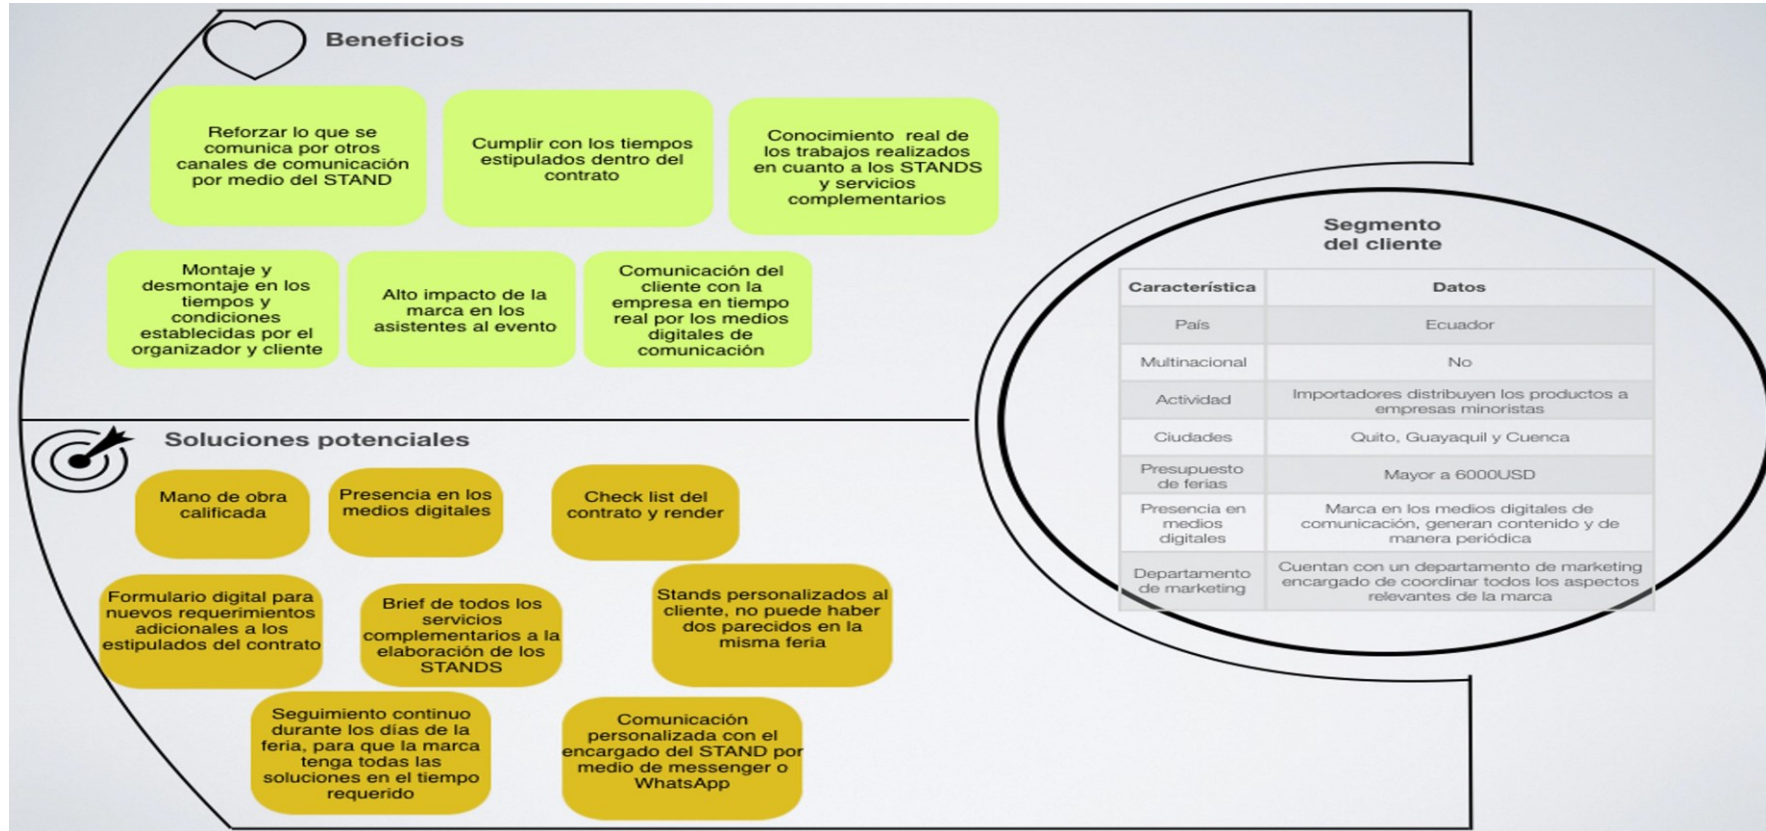 Beneficios
Reforzar lo que se
comunica por otros
canales de comunicación
por medio del STAND
Cumplir con los tiempos
estipulados dentro del
contrato
Conocimiento real de
los trabajos realizados
en cuanto a los STANDS
y servicios
complementarios
Montaje y
desmontaje en los
tiempos y
condiciones
establecidas por el
organizador y cliente
Alto impacto de la
marca en los
asistentes al evento
Comunicación del
cliente con la
empresa en tiempo
real por los medios
digitales de
comunicación
Soluciones potenciales
Mano de obra
calificada
Presencia en los
medios digitales
Check list del
contrato y render
Formulario digital para
nuevos requerimientos
adicionales a los
estipulados del contrato
Brief de todos los
servicios
complementarios a la
elaboración de los
STANDS
Stands personalizados al
cliente, no puede haber
dos parecidos en la
misma feria
Seguimiento continuo
durante los días de la
feria, para que la marca
tenga todas las
soluciones en el tiempo
requerido
Comunicación
personalizada con el
encargado del STAND por
medio de messenger o
WhatsApp
Segmento
del cliente
Característica Datos
País Ecuador
Multinacional No
Actividad Importadores distribuyen los productos a
empresas minoristas
Ciudades Quito, Guayaquil y Cuenca
Presupuesto
de ferias
Mayor a 6000USD
Presencia en
medios
digitales
Marca en los medios digitales de
comunicación, generan contenido y de
manera periódica
Departamento
de marketing
Cuentan con un departamento de marketing
encargado de coordinar todos los aspectos
relevantes de la marca